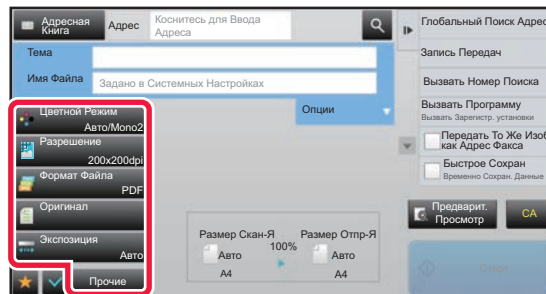 Адресная
Книга
Адрес
Коснитесь для Ввода
Адреса
Тема
Имя Файла
Задано в Системных Настройках
Опции
Цветной Режим
Авто/Mono2
Разрешение
200x200dpi
Формат Файла
PDF
Оригинал
Экспозиция
Авто
Прочие
Размер Скан-Я
Авто
A4
100%
Размер Отпр-Я
Авто
A4
Глобальный Поиск Адрес
Запись Передач
Вызвать Номер Поиска
Вызвать Программу
Вызвать Зарегистр. установки
Передать То Же Изоб
как Адрес Факса
Быстрое Сохран
Временно Сохран. Данные
Предварит.
Просмотр
CA
Старт